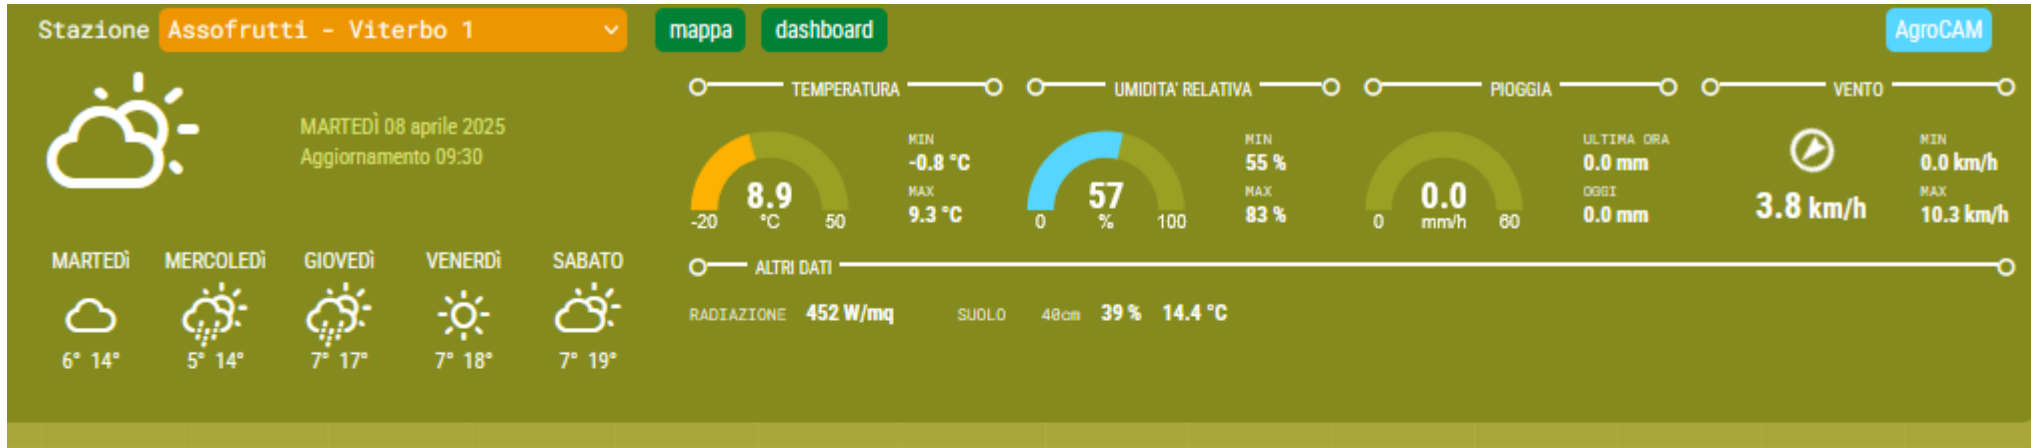 Stazione Assofrutti - Viterbo 1 mappa dashboard AgroCAM
MARTEDÌ 08 aprile 2025
Aggiornamento 09:30
MARTEDÌ MERCOLEDÌ GIOVEDÌ VENERDÌ SABATO
6° 14° 5° 14° 7° 17° 7° 18° 7° 19°
TEMPERATURA
8.9
°C
-20 50
MIN
-0.8 °C
MAX
9.3 °C
UMIDITA' RELATIVA
57
%
0 100
MIN
55 %
MAX
83 %
PIOGGIA
0.0
mm/h
0 60
ULTIMA ORA
0.0 mm
OGGI
0.0 mm
VENTO
3.8 km/h
MIN
0.0 km/h
MAX
10.3 km/h
ALTRI DATI
RADIAZIONE 452 W/mq SUOLO 40cm 39 % 14.4 °C